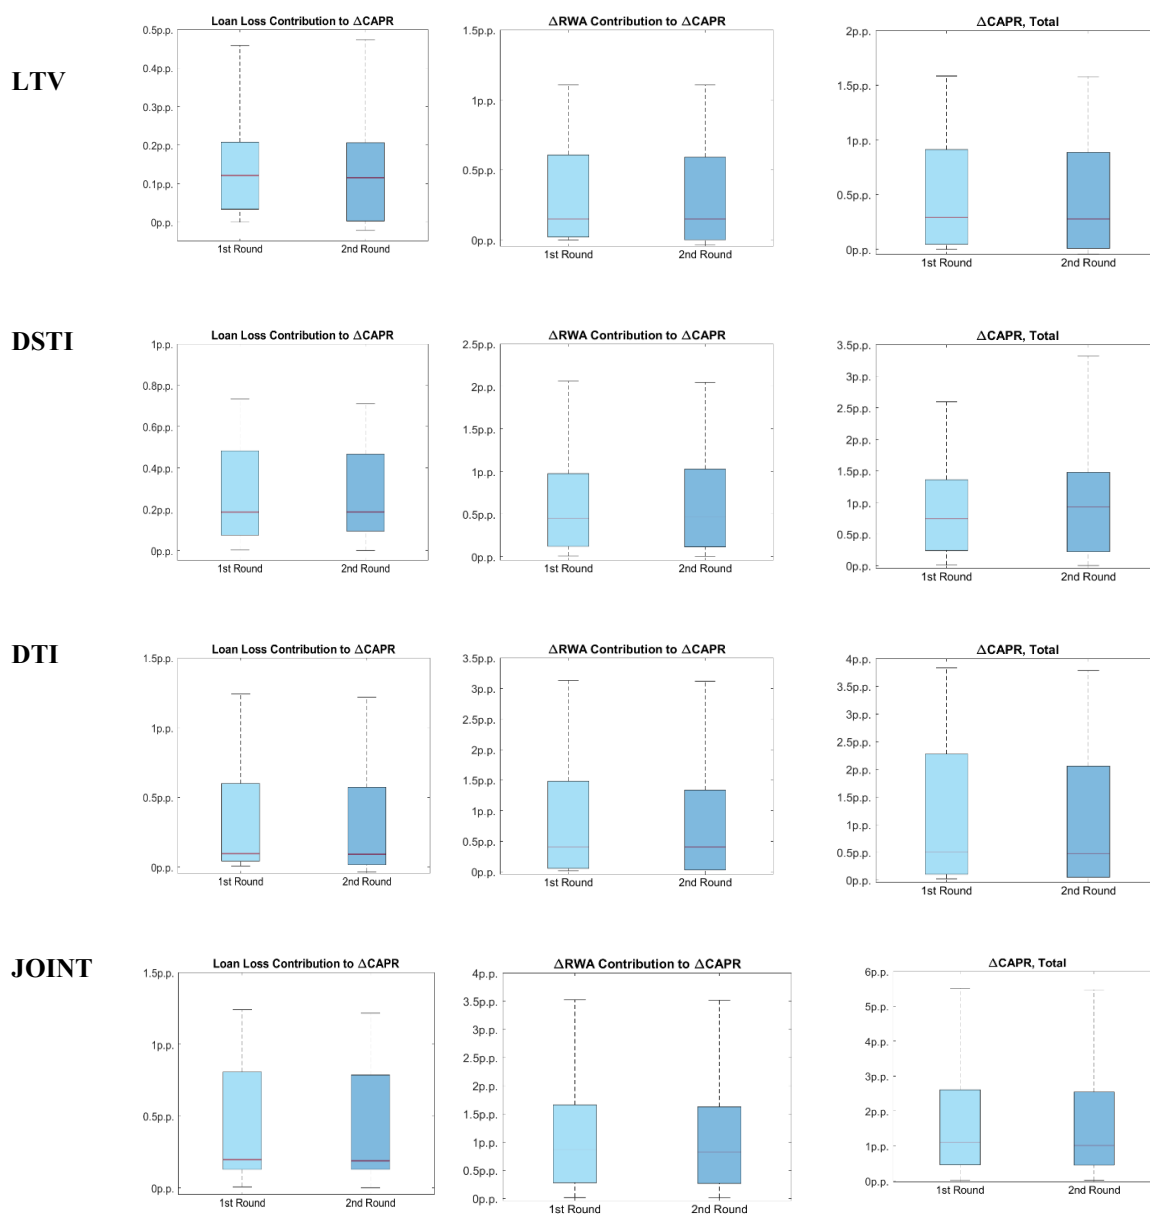 LTV
Loan Loss Contribution to ΔCAPR
0.5p.p.
0.4p.p.
0.3p.p.
0.2p.p.
0.1p.p.
0p.p.
1st Round 2nd Round
ΔRWA Contribution to ΔCAPR
1.5p.p.
1p.p.
0.5p.p.
0p.p.
1st Round 2nd Round
ΔCAPR, Total
2p.p.
1.5p.p.
1p.p.
0.5p.p.
0p.p.
1st Round 2nd Round
DSTI
Loan Loss Contribution to ΔCAPR
1p.p.
0.8p.p.
0.6p.p.
0.4p.p.
0.2p.p.
0p.p.
1st Round 2nd Round
ΔRWA Contribution to ΔCAPR
2.5p.p.
2p.p.
1.5p.p.
1p.p.
0.5p.p.
0p.p.
1st Round 2nd Round
ΔCAPR, Total
3.5p.p.
3p.p.
2.5p.p.
2p.p.
1.5p.p.
1p.p.
0.5p.p.
0p.p.
1st Round 2nd Round
DTI
Loan Loss Contribution to ΔCAPR
1.5p.p.
1p.p.
0.5p.p.
0p.p.
1st Round 2nd Round
ΔRWA Contribution to ΔCAPR
3.5p.p.
3p.p.
2.5p.p.
2p.p.
1.5p.p.
1p.p.
0.5p.p.
0p.p.
1st Round 2nd Round
ΔCAPR, Total
4p.p.
3.5p.p.
3p.p.
2.5p.p.
2p.p.
1.5p.p.
1p.p.
0.5p.p.
0p.p.
1st Round 2nd Round
JOINT
Loan Loss Contribution to ΔCAPR
1.5p.p.
1p.p.
0.5p.p.
0p.p.
1st Round 2nd Round
ΔRWA Contribution to ΔCAPR
4p.p.
3.5p.p.
3p.p.
2.5p.p.
2p.p.
1.5p.p.
1p.p.
0.5p.p.
0p.p.
1st Round 2nd Round
ΔCAPR, Total
6p.p.
5p.p.
4p.p.
3p.p.
2p.p.
1p.p.
0p.p.
1st Round 2nd Round